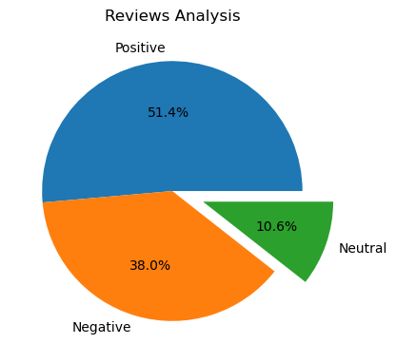 Reviews Analysis
Positive
51.4%
10.6%
Neutral
38.0%
Negative